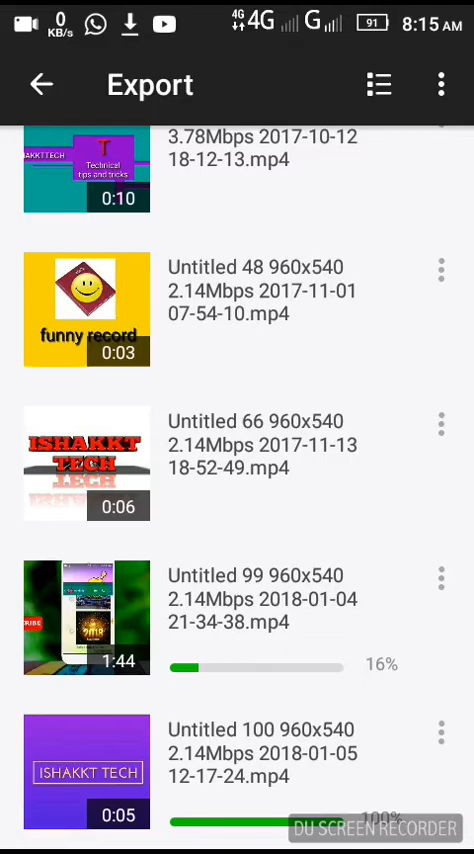 0
KB/s
4G
4G
G
91
8:15 AM
Export
AKKTTECH
T
Technical
tips and tricks
0:10
3.78Mbps 2017-10-12
18-12-13.mp4
funny record
0:03
Untitled 48 960x540
2.14Mbps 2017-11-01
07-54-10.mp4
ISHAKKT
TECH
0:06
Untitled 66 960x540
2.14Mbps 2017-11-13
18-52-49.mp4
RIBE
2018
1:44
Untitled 99 960x540
2.14Mbps 2018-01-04
21-34-38.mp4
16%
ISHAKKT TECH
0:05
Untitled 100 960x540
2.14Mbps 2018-01-05
12-17-24.mp4
100%
DU SCREEN RECORDER